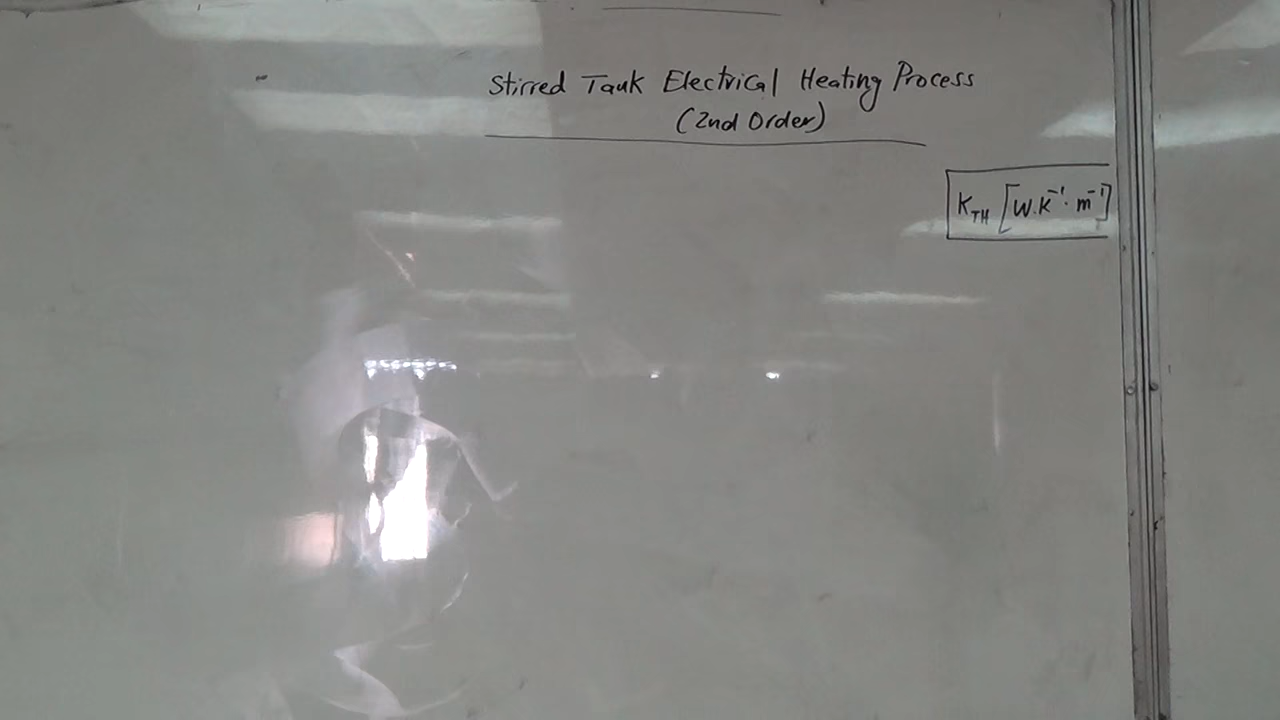 Stirred Tank Electrical Heating Process
(2nd Order)
K_TH [W.K⁻¹.m⁻¹]